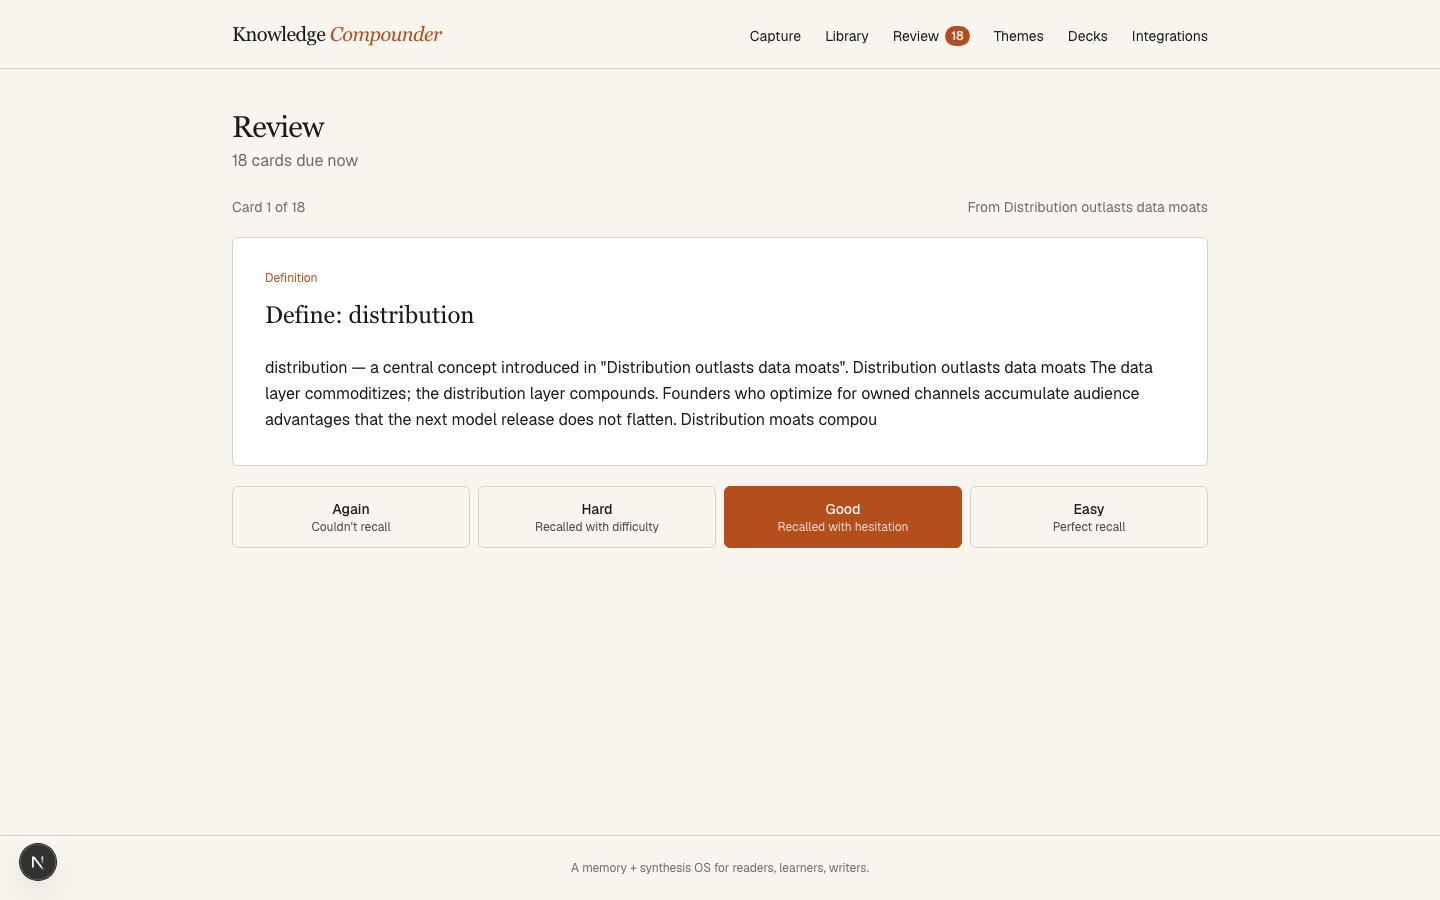 Knowledge Compounder
Capture
Library
Review 18
Themes
Decks
Integrations
Review
18 cards due now
Card 1 of 18
From Distribution outlasts data moats
Definition
Define: distribution
distribution — a central concept introduced in "Distribution outlasts data moats". Distribution outlasts data moats The data
layer commoditizes; the distribution layer compounds. Founders who optimize for owned channels accumulate audience
advantages that the next model release does not flatten. Distribution moats compou
Again
Couldn't recall
Hard
Recalled with difficulty
Good
Recalled with hesitation
Easy
Perfect recall
N
A memory + synthesis OS for readers, learners, writers.